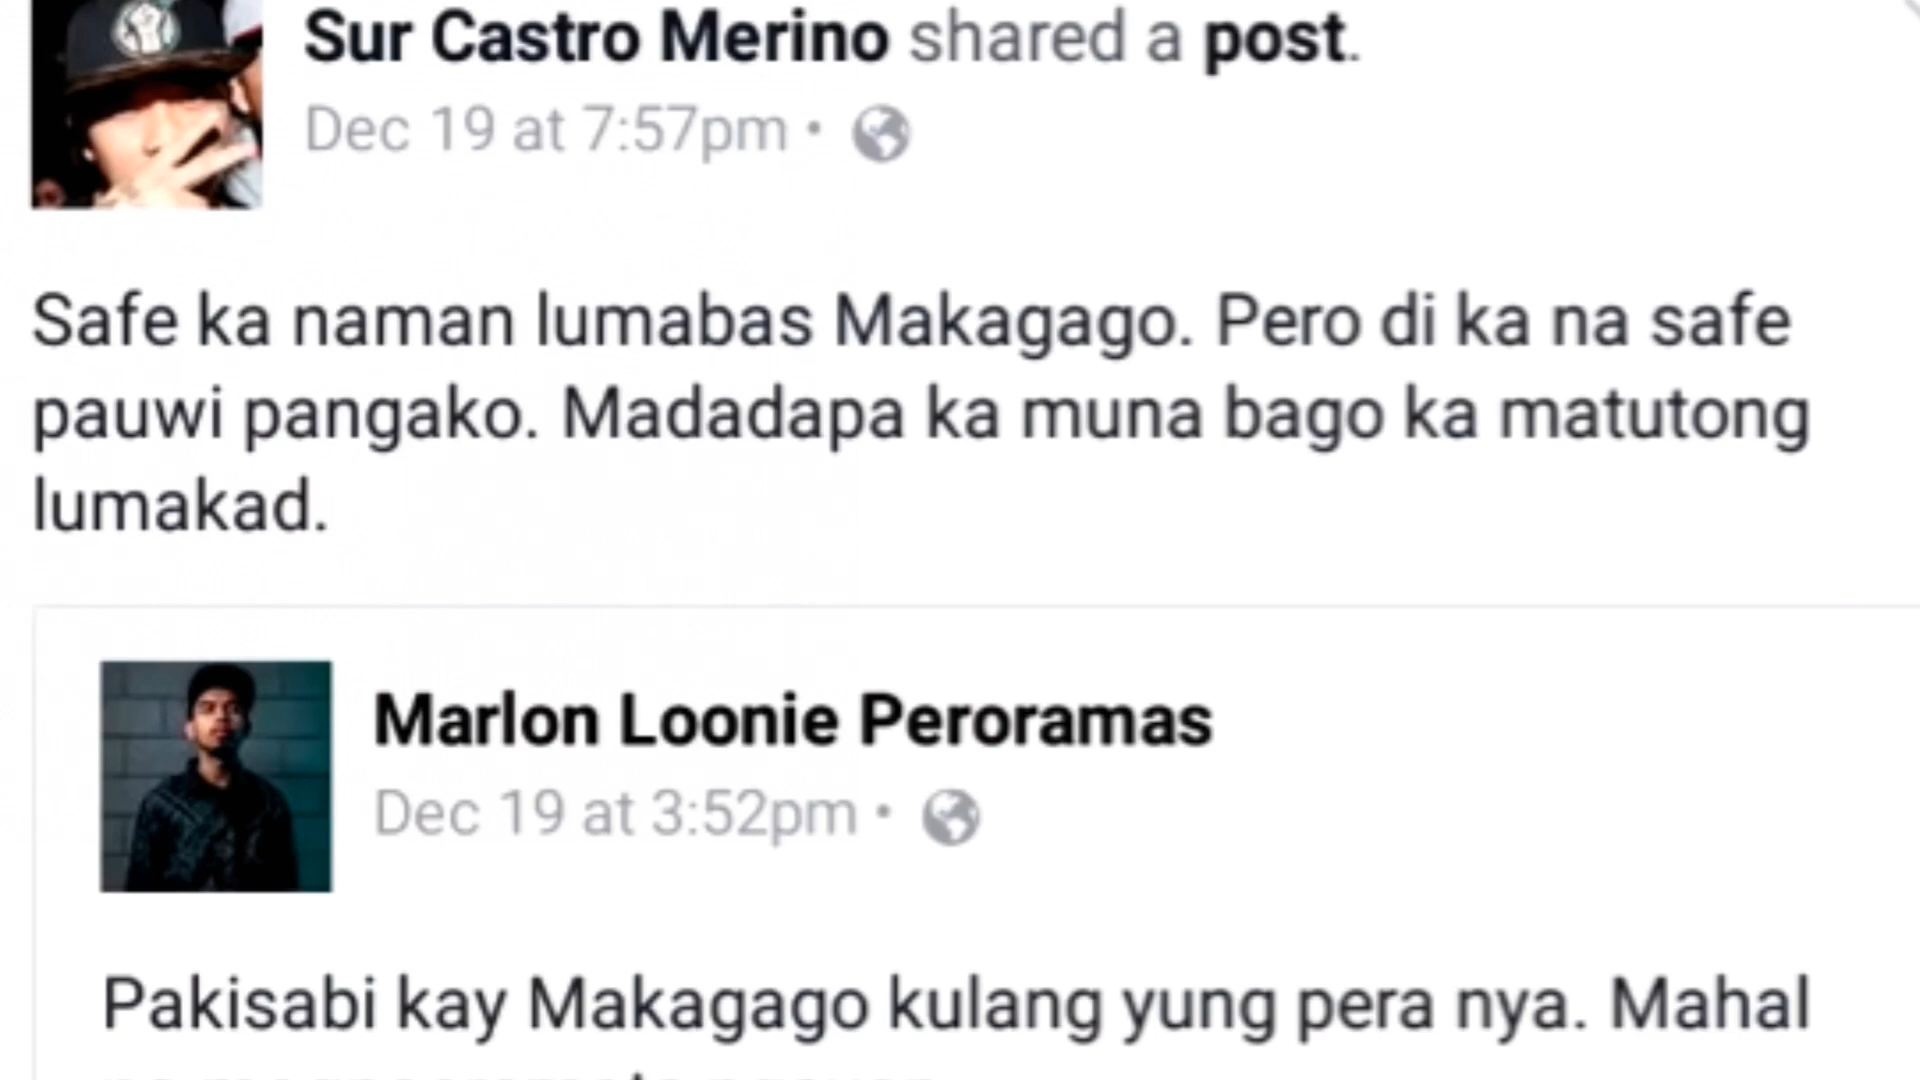 Sur Castro Merino shared a post.
Dec 19 at 7:57pm •
Safe ka naman lumabas Makagago. Pero di ka na safe
pauwi pangako. Madadapa ka muna bago ka matutong
lumakad.
Marlon Loonie Peroramas
Dec 19 at 3:52pm •
Pakisabi kay Makagago kulang yung pera nya. Mahal